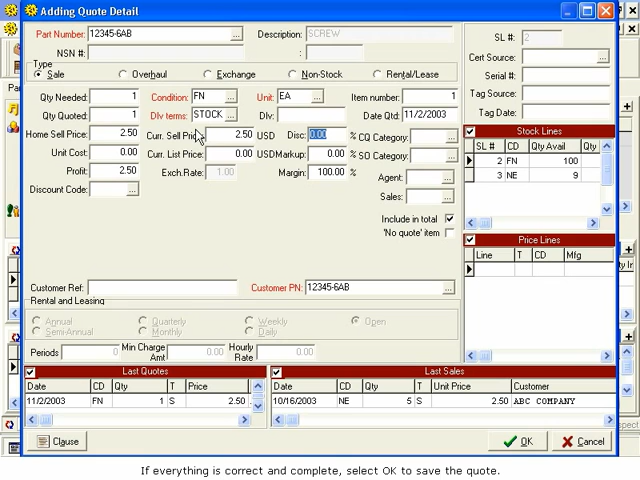 Adding Quote Detail
Part Number: 12345-6AB ... Description: SCREW SL #: 2
NSN #: : Cert Source: ...
Type Serial #:
Sale Overhaul Exchange Non-Stock Rental/Lease Tag Source:
Tag Date:
Qty Needed: 1 Condition: FN ... Unit: EA ... Item number: 1
Qty Quoted: 1 Dlv terms: STOCK ... Dlv: Date Qtd: 11/2/2003
Home Sell Price: 2.50 Curr. Sell Price: 2.50 USD Disc: 0.00 % CQ Category: ...
Unit Cost: 0.00 Curr. List Price: 0.00 USD Markup: 0.00 % SO Category: ...
Profit: 2.50 Exch.Rate: 1.00 Margin: 100.00 % Agent: ...
Discount Code: ... Sales: ...
Include in total
'No quote' item
Stock Lines
SL # CD Qty Avail Qty
2 FN 100
3 NE 9
Price Lines
Line T CD Mfg
Customer Ref: Customer PN: 12345-6AB ...
Rental and Leasing
Annual Quarterly Weekly Open
Semi-Annual Monthly Daily
Periods 0 Min Charge Amt 0.00 Hourly Rate 0.00
Last Quotes
Date CD Qty T Price
11/2/2003 FN 1 S 2.50
Last Sales
Date CD Qty T Unit Price Customer
10/16/2003 NE 5 S 2.50 ABC COMPANY
Clause OK Cancel
If everything is correct and complete, select OK to save the quote.